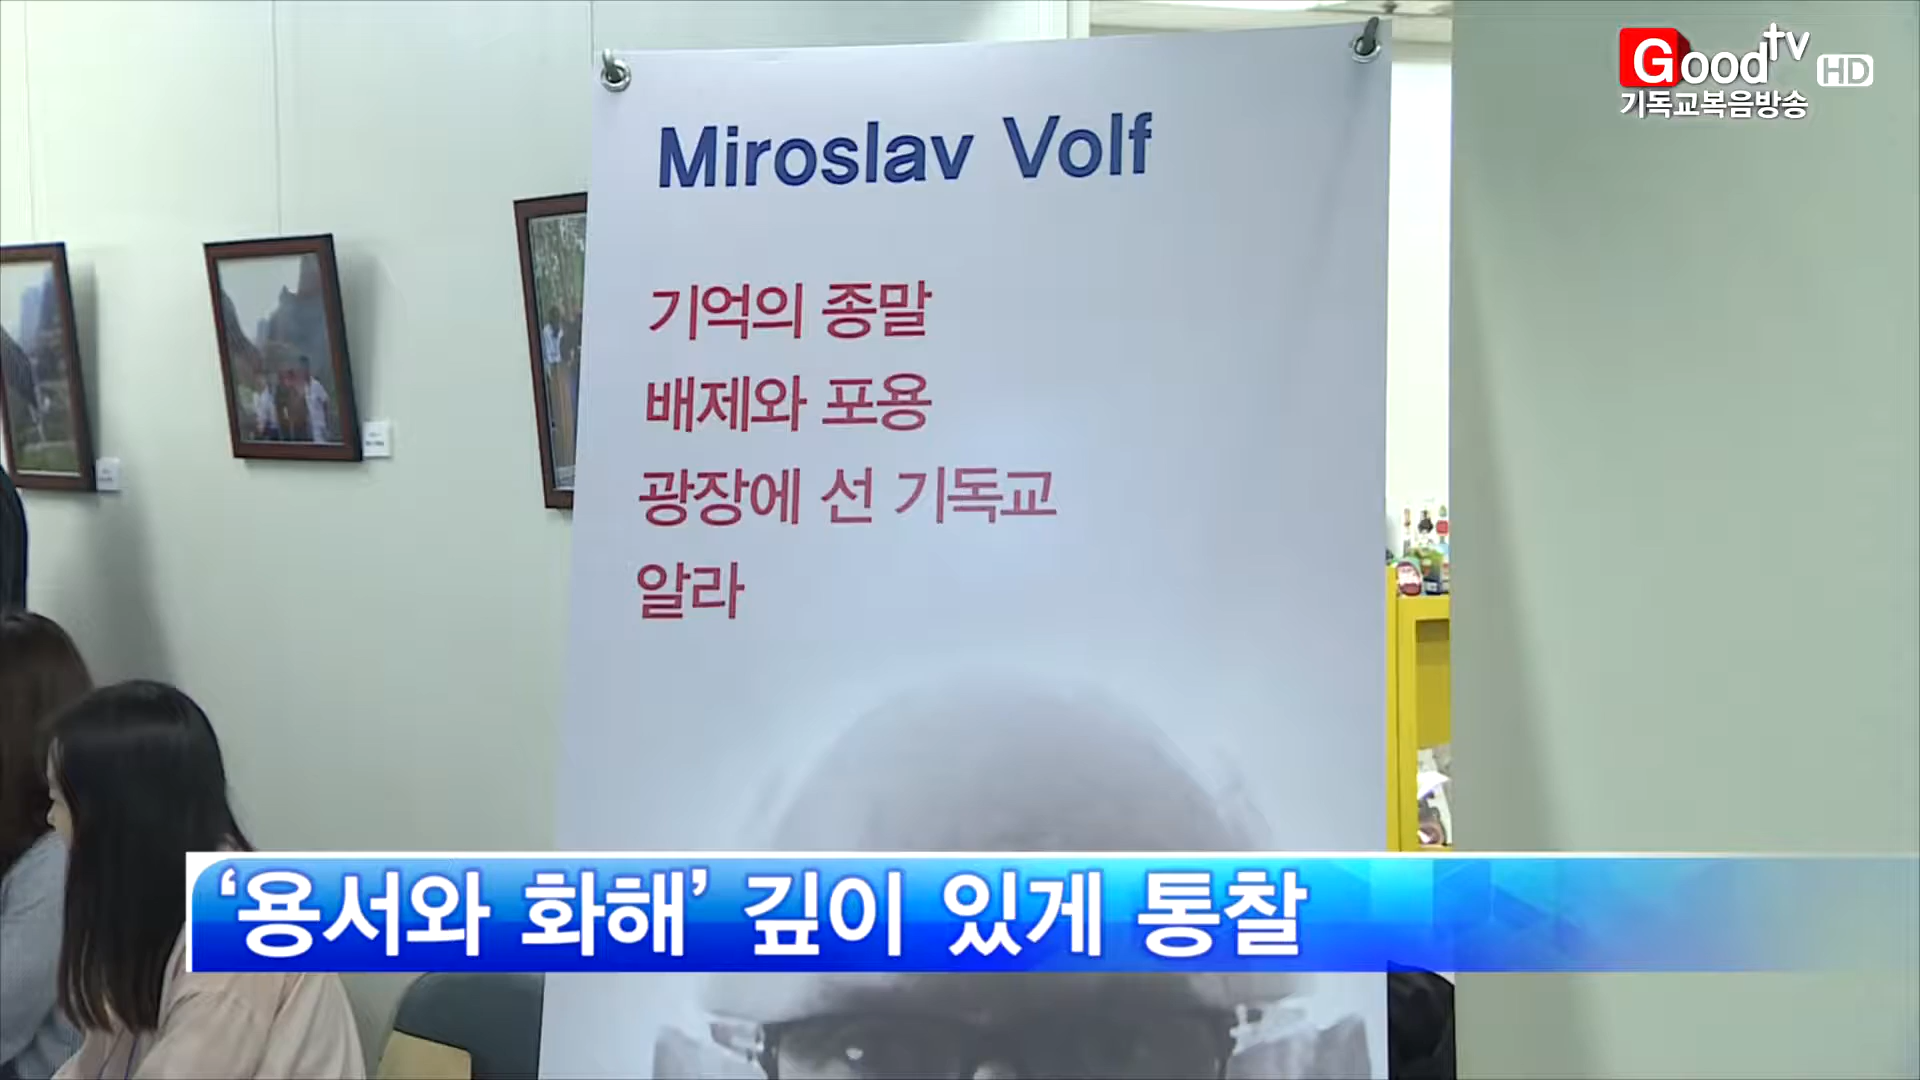 Good tv HD
기독교복음방송
Miroslav Volf
기억의 종말
배제와 포용
광장에 선 기독교
알라
‘용서와 화해’ 깊이 있게 통찰